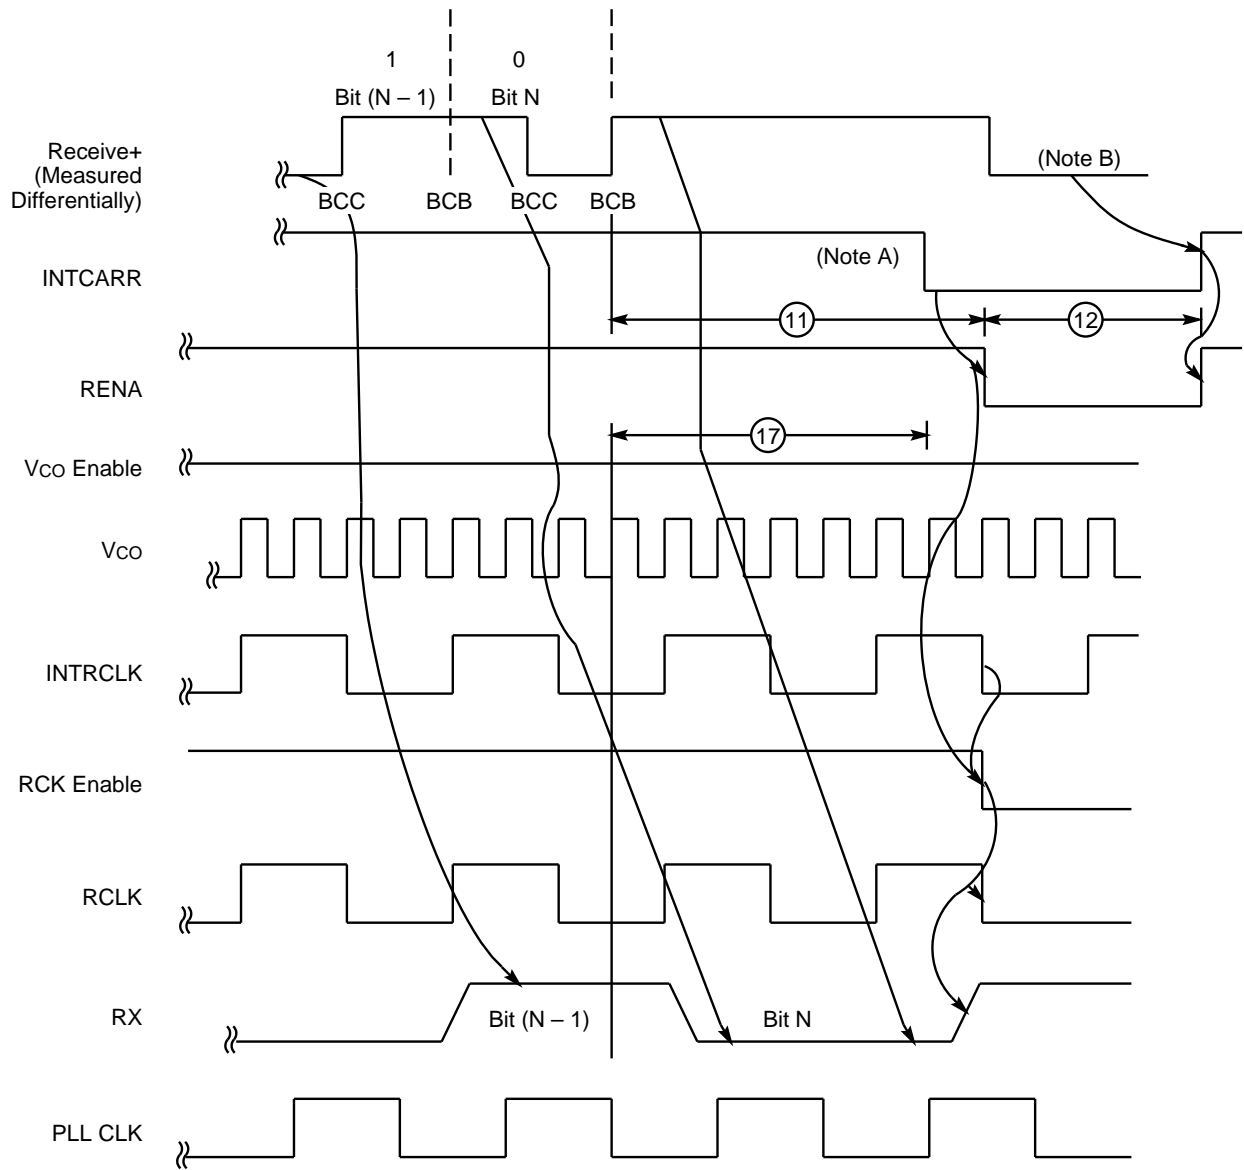 1
0
Bit (N – 1)
Bit N
Receive+
(Measured
Differentially)
(Note B)
BCC
BCB
BCC
BCB
(Note A)
INTCARR
11
12
RENA
17
VCO Enable
VCO
INTRCLK
RCK Enable
RCLK
RX
Bit (N – 1)
Bit N
PLL CLK